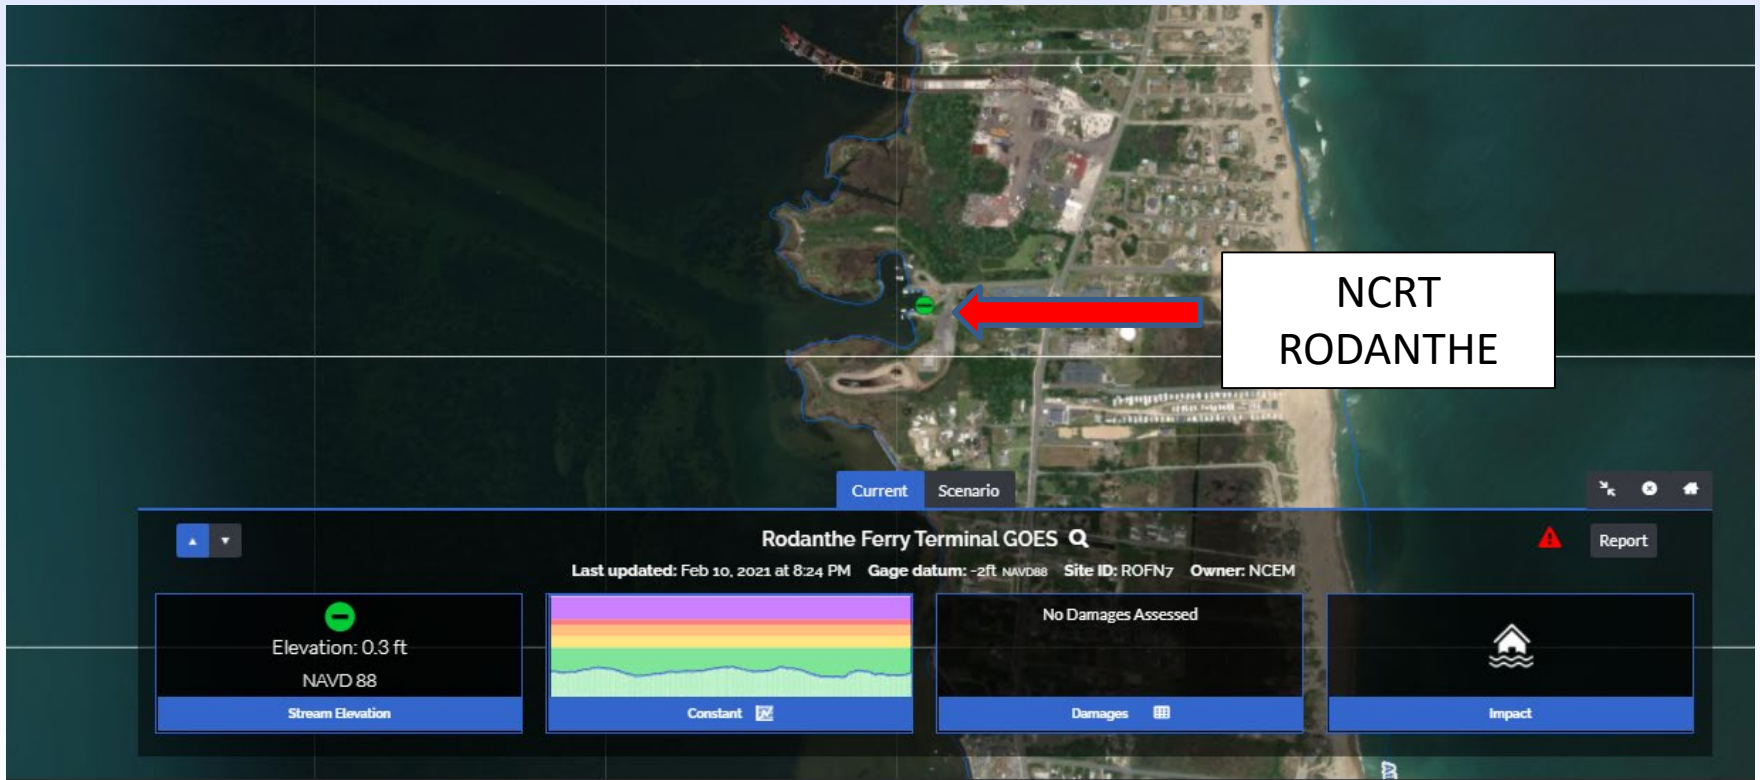 NCRT
RODANTHE
Current Scenario
Rodanthe Ferry Terminal GOES
Report
Last updated: Feb 10, 2021 at 8:24 PM Gage datum: -2ft NAVD88 Site ID: ROFN7 Owner: NCEM
Elevation: 0.3 ft
NAVD 88
Stream Elevation
Constant
No Damages Assessed
Damages
Impact